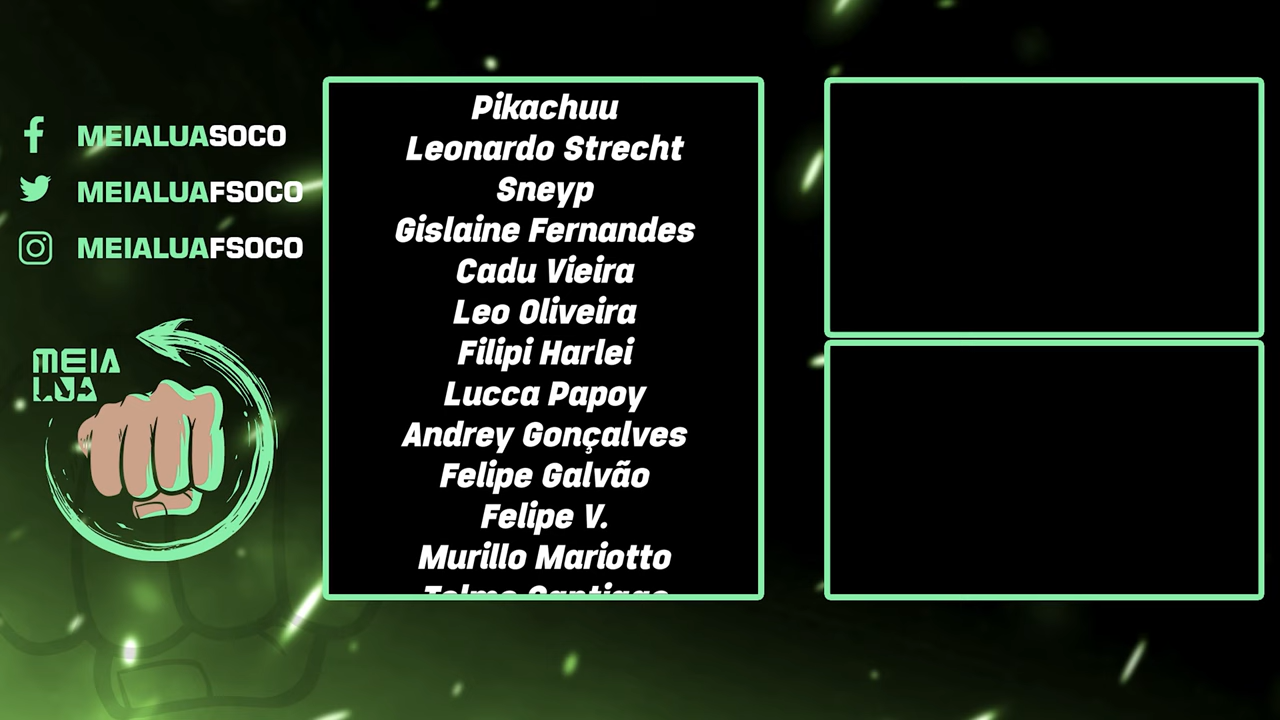 MEIALUASOCO
MEIALUAFSOCO
MEIALUAFSOCO
MEIA
LUA
Pikachuu
Leonardo Strecht
Sneyp
Gislaine Fernandes
Cadu Vieira
Leo Oliveira
Filipi Harlei
Lucca Papoy
Andrey Gonçalves
Felipe Galvão
Felipe V.
Murillo Mariotto